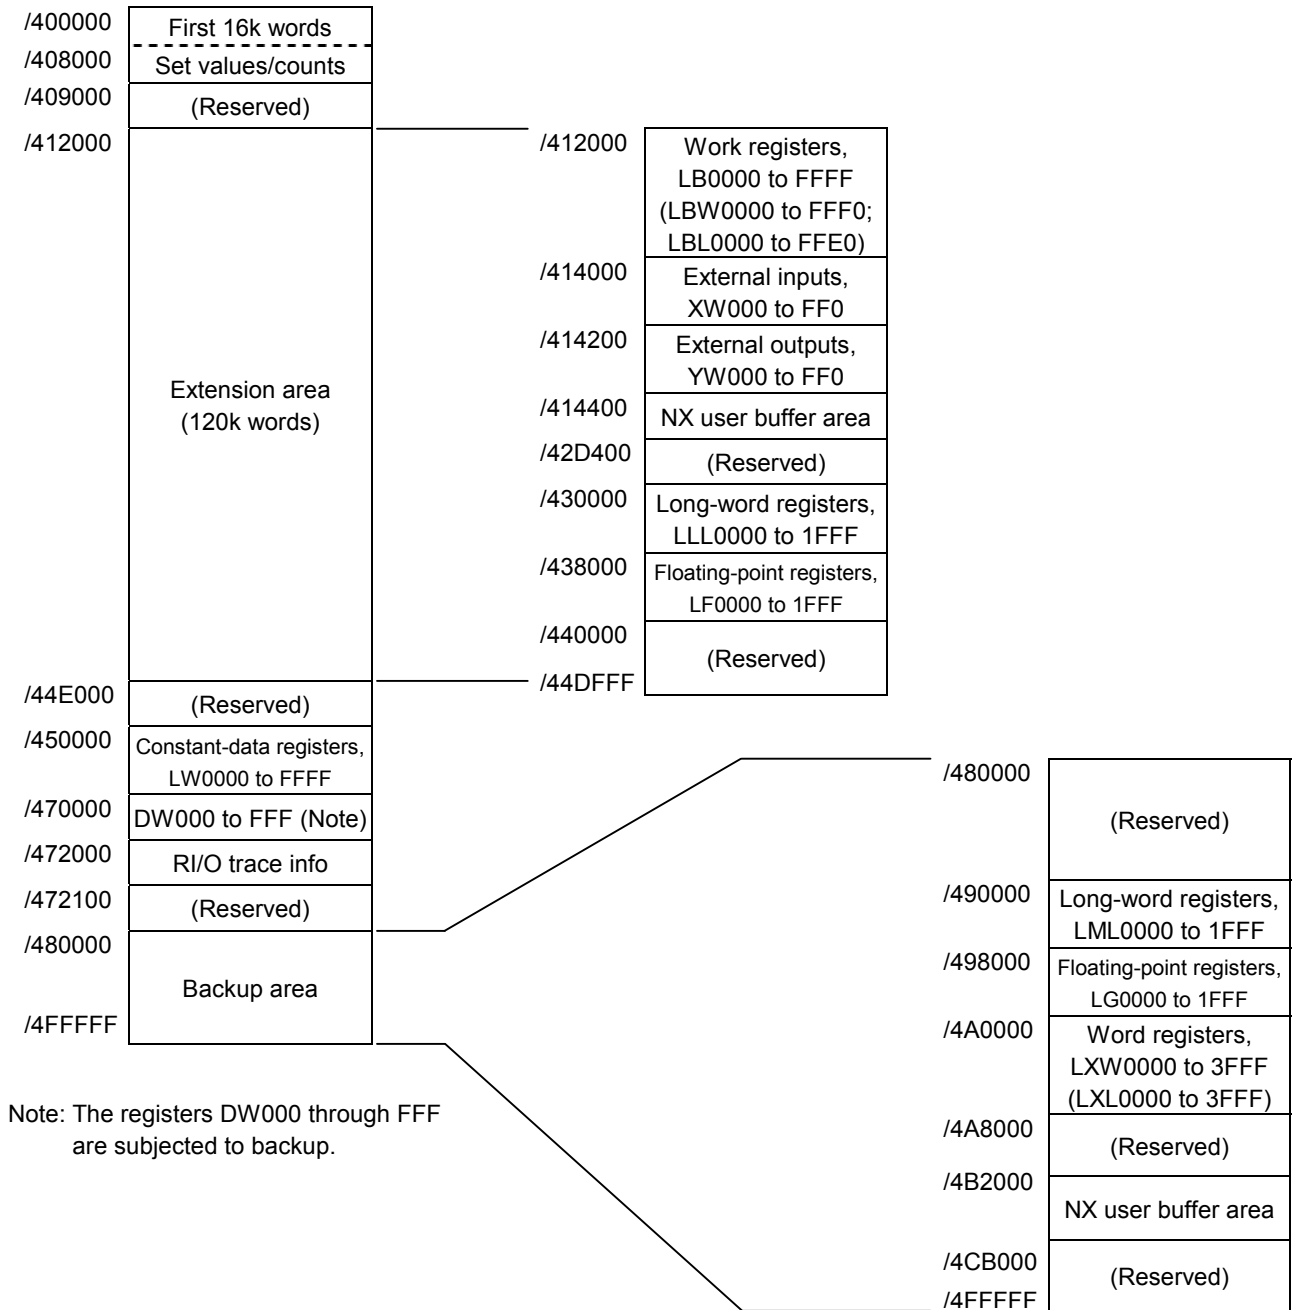 /400000
First 16k words
/408000
Set values/counts
/409000
(Reserved)
/412000
Extension area
(120k words)
/44E000
(Reserved)
/450000
Constant-data registers,
LW0000 to FFFF
/470000
DW000 to FFF (Note)
/472000
RI/O trace info
/472100
(Reserved)
/480000
Backup area
/4FFFFF
/412000
Work registers,
LB0000 to FFFF
(LBW0000 to FFF0;
LBL0000 to FFE0)
/414000
External inputs,
XW000 to FF0
/414200
External outputs,
YW000 to FF0
/414400
NX user buffer area
/42D400
(Reserved)
/430000
Long-word registers,
LLL0000 to 1FFF
/438000
Floating-point registers,
LF0000 to 1FFF
/440000
(Reserved)
/44DFFF
/480000
(Reserved)
/490000
Long-word registers,
LML0000 to 1FFF
/498000
Floating-point registers,
LG0000 to 1FFF
/4A0000
Word registers,
LXW0000 to 3FFF
(LXL0000 to 3FFF)
/4A8000
(Reserved)
/4B2000
NX user buffer area
/4CB000
(Reserved)
/4FFFFF
Note: The registers DW000 through FFF
are subjected to backup.